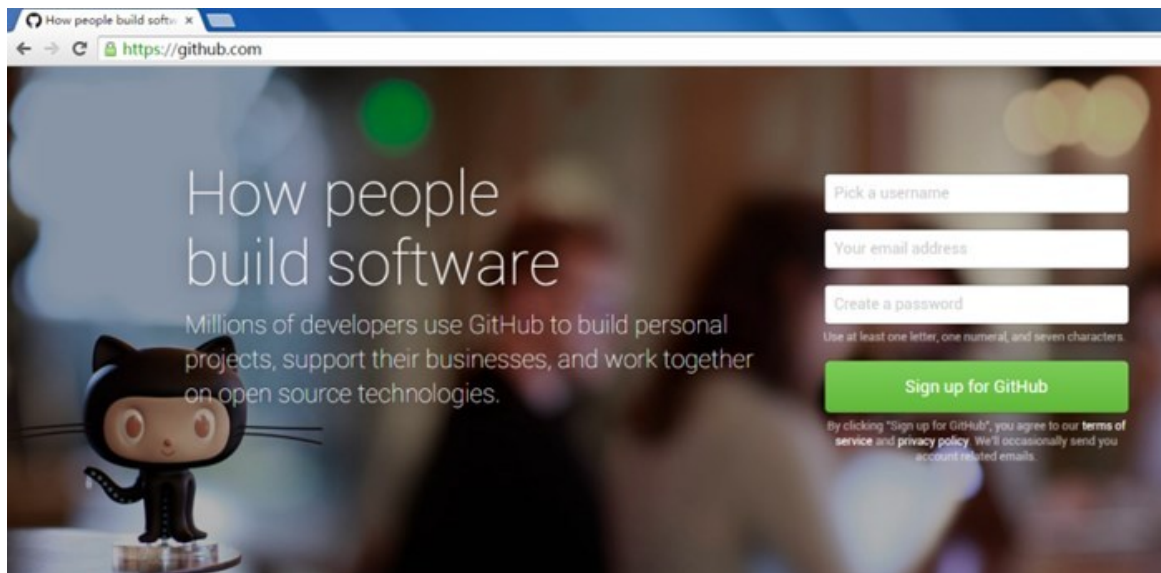 How people build softw
https://github.com
How people
build software
Millions of developers use GitHub to build personal
projects, support their businesses, and work together
on open source technologies.
Pick a username
Your email address
Create a password
Use at least one letter, one numeral, and seven characters.
Sign up for GitHub
By clicking "Sign up for GitHub", you agree to our terms of
service and privacy policy. We'll occasionally send you
account related emails.